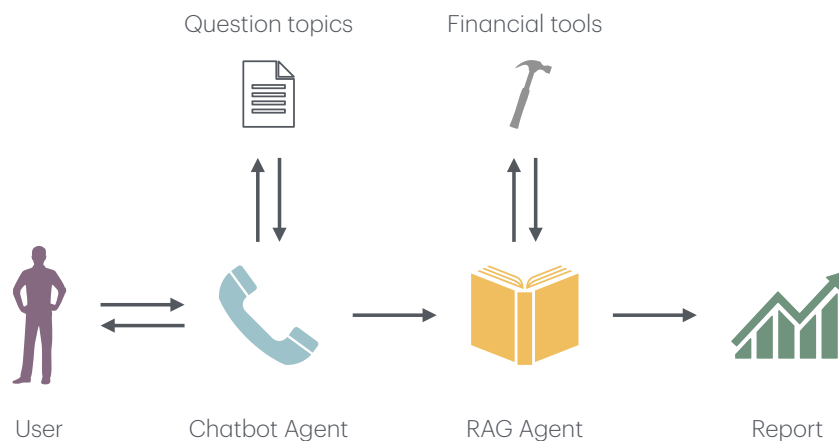 Question topics
Financial tools
User
Chatbot Agent
RAG Agent
Report